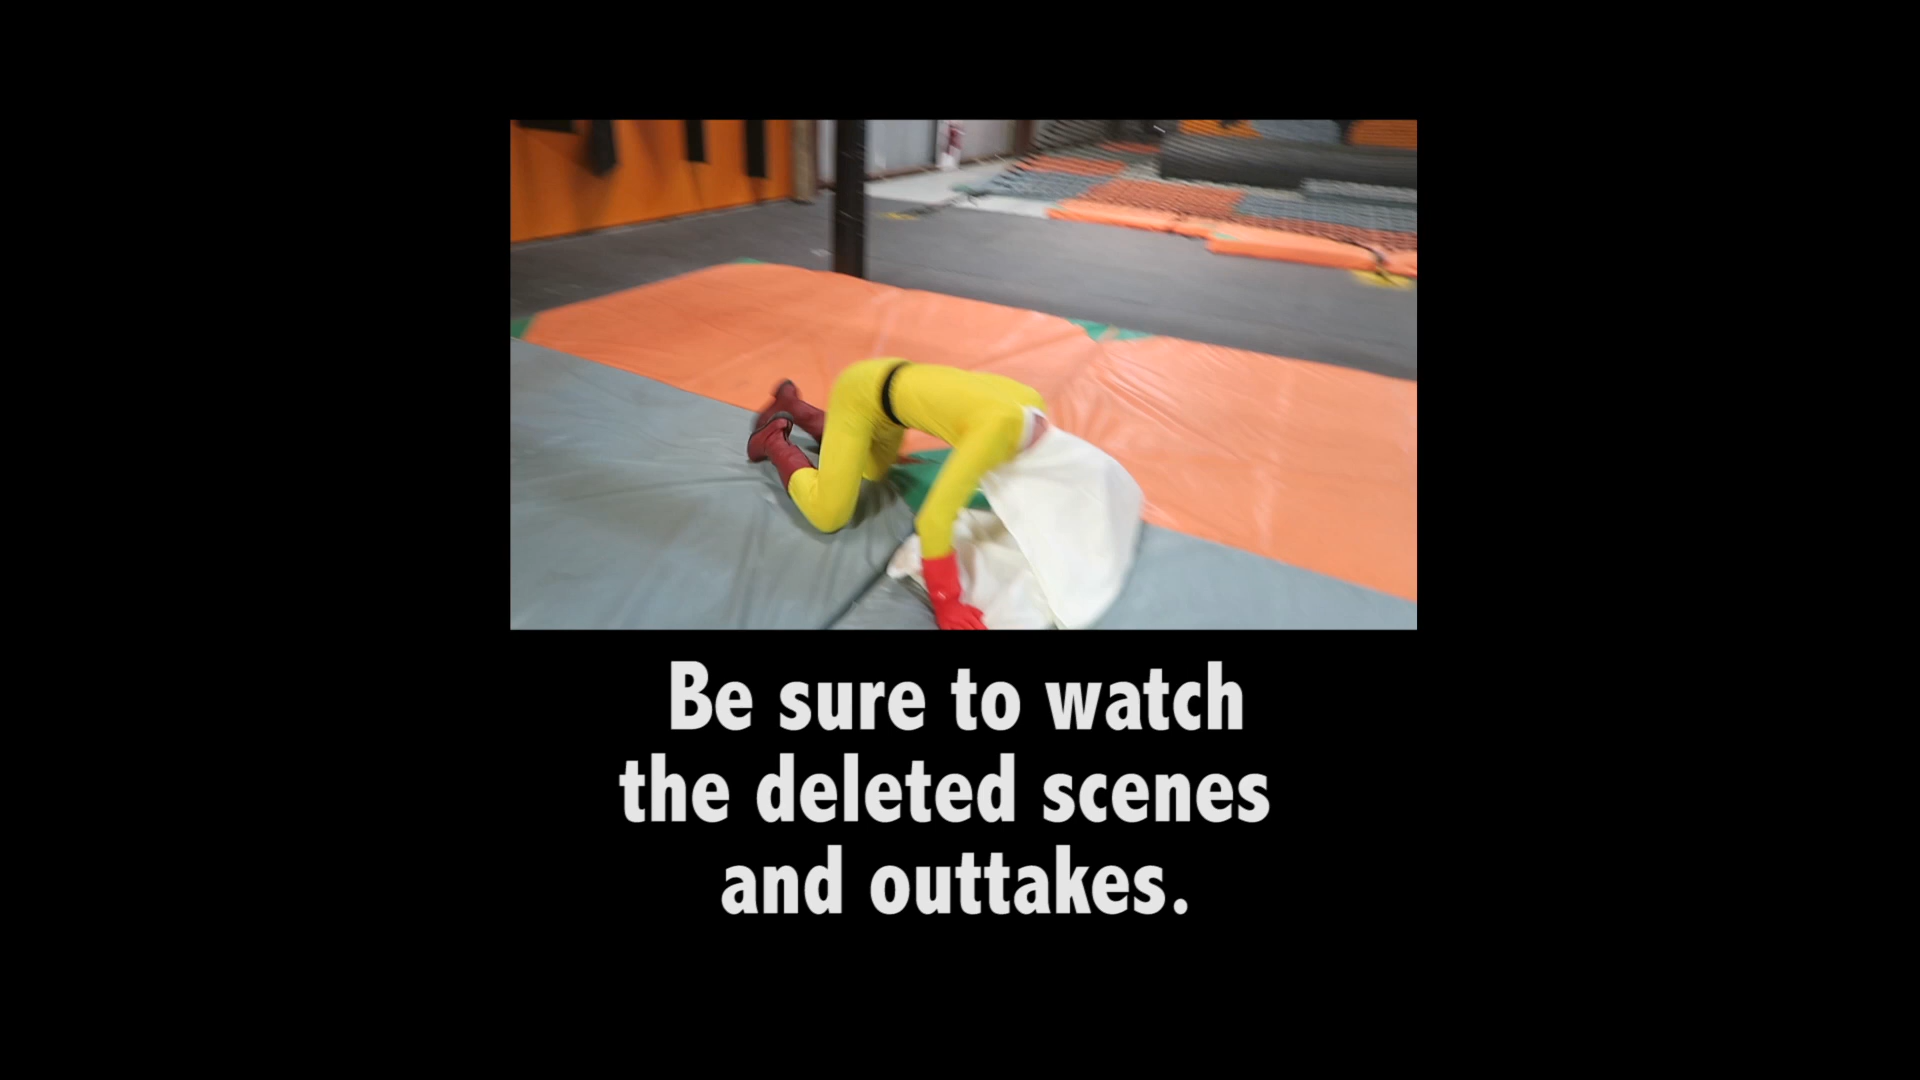 Be sure to watch
the deleted scenes
and outtakes.